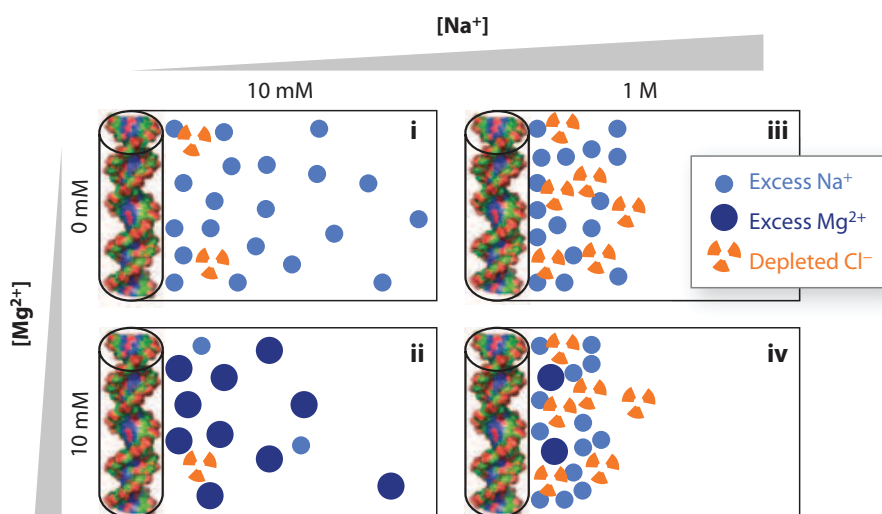 [Na⁺]
10 mM
1 M
[Mg²⁺]
0 mM
i
iii
Excess Na⁺
Excess Mg²⁺
Depleted Cl⁻
10 mM
ii
iv